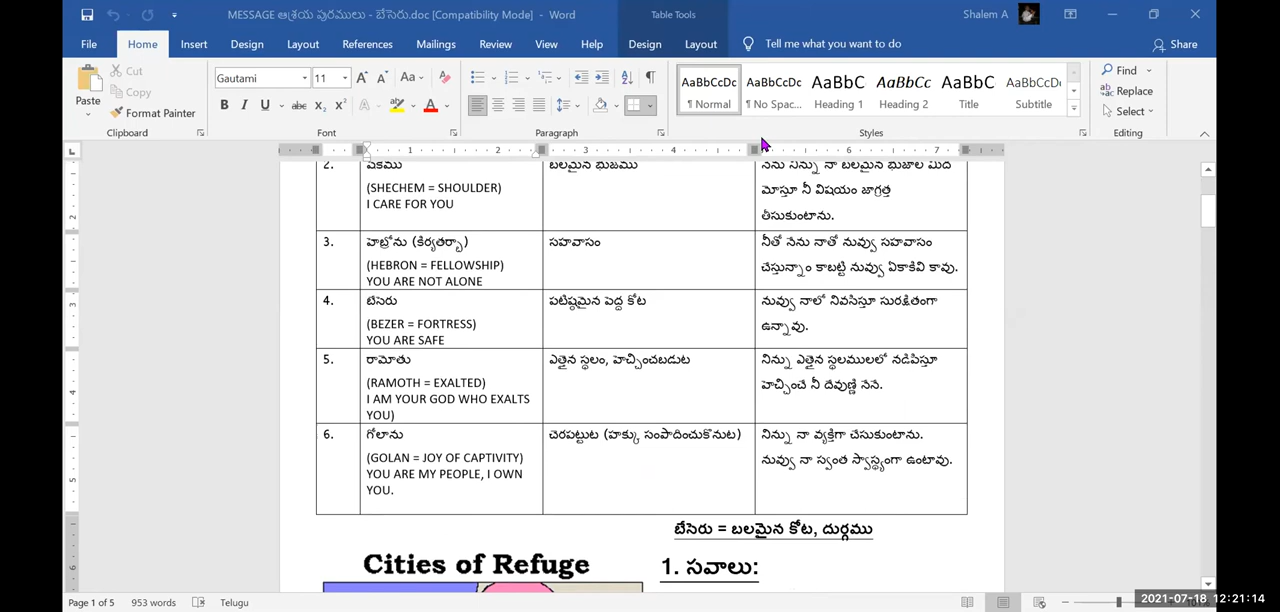 MESSAGE ఆశ్రయ పురములు - బేసెరు.doc [Compatibility Mode] - Word
Table Tools
Shalem A
File Home Insert Design Layout References Mailings Review View Help Design Layout Tell me what you want to do Share
Paste
Cut
Copy
Format Painter
Gautami 11
AaBbCcDc AaBbCcDc AaBbC AaBbCc AaBbC AaBbCcD
¶ Normal ¶ No Spac... Heading 1 Heading 2 Title Subtitle
Find
Replace
Select
Clipboard Font Paragraph Styles Editing
2. షెకెము బలమైన భుజము నేను నిన్ను నా బలమైన భుజాల మీద
(SHECHEM = SHOULDER) మోస్తూ నీ విషయం జాగ్రత్త
I CARE FOR YOU తీసుకుంటాను.
3. హెబ్రోను (కిర్యతర్బా) సహవాసం నీతో నేను నాతో నువ్వు సహవాసం
(HEBRON = FELLOWSHIP) చేస్తున్నాం కాబట్టి నువ్వు ఏకాకివి కావు.
YOU ARE NOT ALONE
4. బేసెరు పటిష్ఠమైన పెద్ద కోట నువ్వు నాలో నివసిస్తూ సురక్షితంగా
(BEZER = FORTRESS) ఉన్నావు.
YOU ARE SAFE
5. రామోతు ఎత్తైన స్థలం, హెచ్చించబడుట నిన్ను ఎత్తైన స్థలములలో నడిపిస్తూ
(RAMOTH = EXALTED) హెచ్చించే నీ దేవుణ్ణి నేనే.
I AM YOUR GOD WHO EXALTS
YOU)
6. గోలాను చెరపట్టుట (హక్కు సంపాదించుకొనుట) నిన్ను నా వ్యక్తిగా చేసుకుంటాను.
(GOLAN = JOY OF CAPTIVITY) నువ్వు నా స్వంత స్వాస్థ్యంగా ఉంటావు.
YOU ARE MY PEOPLE, I OWN
YOU.
బేసెరు = బలమైన కోట, దుర్గము
Cities of Refuge
1. సవాలు:
Page 1 of 5 953 words Telugu
2021-07-18 12:21:14